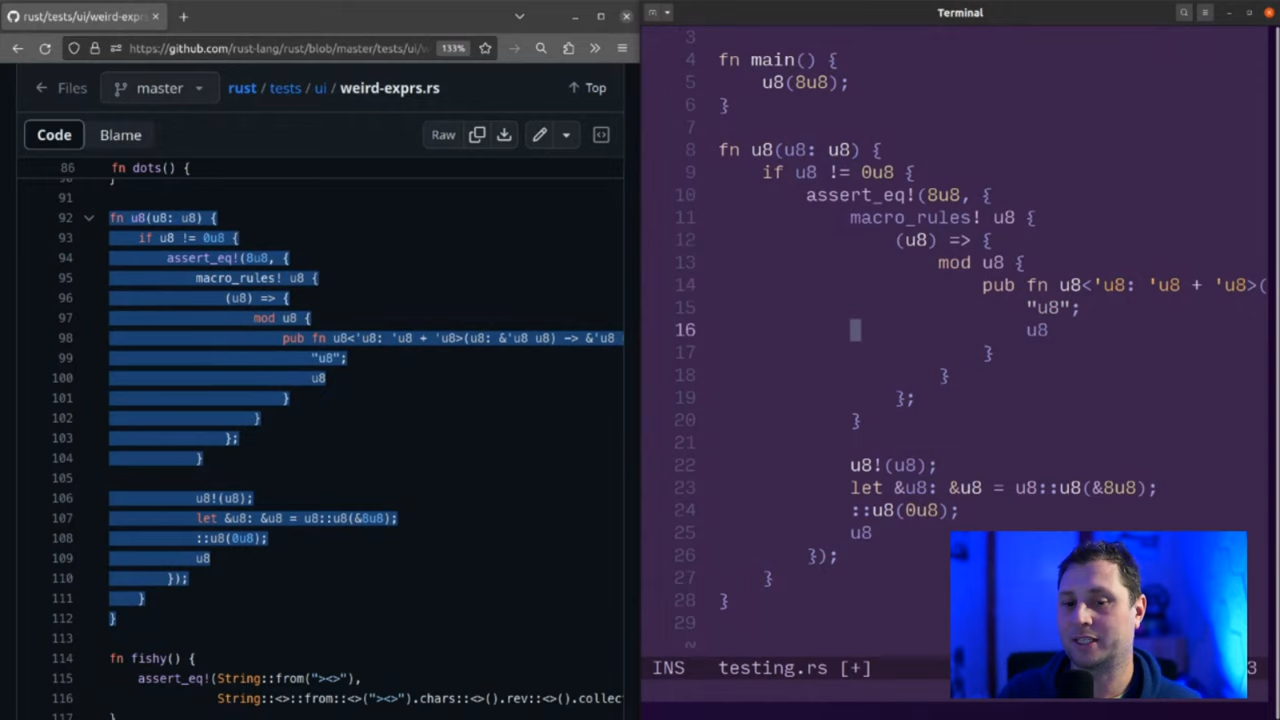 rust/tests/ui/weird-exprs
https://github.com/rust-lang/rust/blob/master/tests/ui/
133%
Files
master
rust / tests / ui / weird-exprs.rs
Top
Code
Blame
Raw
86 fn dots() {
}
91
92 fn u8(u8: u8) {
93 if u8 != 0u8 {
94 assert_eq!(8u8, {
95 macro_rules! u8 {
96 (u8) => {
97 mod u8 {
98 pub fn u8<'u8: 'u8 + 'u8>(u8: &'u8 u8) -> &'u8
99 "u8";
100 u8
101 }
102 }
103 };
104 }
105
106 u8!(u8);
107 let &u8: &u8 = u8::u8(&8u8);
108 ::u8(0u8);
109 u8
110 });
111 }
112 }
113
114 fn fishy() {
115 assert_eq!(String::from("><>"),
116 String::<>::from::<>("><>").chars::<>().rev::<>().collec
117 }
Terminal
3
4 fn main() {
5 u8(8u8);
6 }
7
8 fn u8(u8: u8) {
9 if u8 != 0u8 {
10 assert_eq!(8u8, {
11 macro_rules! u8 {
12 (u8) => {
13 mod u8 {
14 pub fn u8<'u8: 'u8 + 'u8>(
15 "u8";
16 u8
17 }
18 }
19 };
20 }
21
22 u8!(u8);
23 let &u8: &u8 = u8::u8(&8u8);
24 ::u8(0u8);
25 u8
26 });
27 }
28 }
29
~
INS testing.rs [+] 3